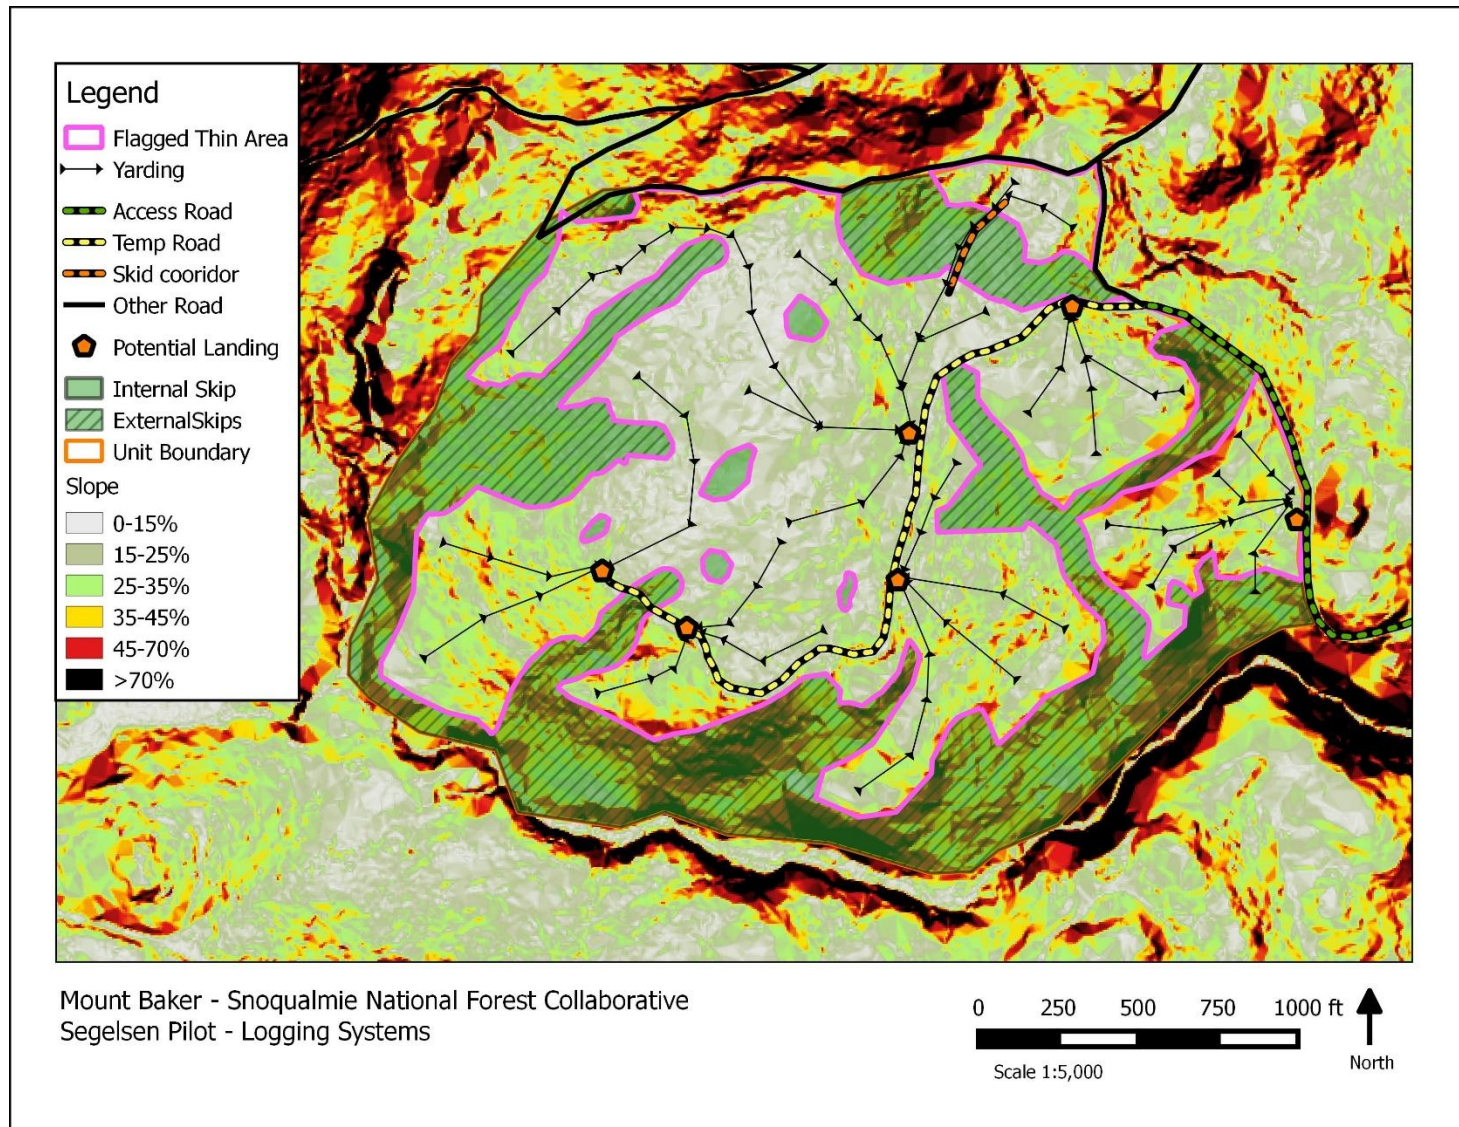 Legend
Flagged Thin Area
Yarding
Access Road
Temp Road
Skid cooridor
Other Road
Potential Landing
Internal Skip
ExternalSkips
Unit Boundary
Slope
0-15%
15-25%
25-35%
35-45%
45-70%
>70%
Mount Baker - Snoqualmie National Forest Collaborative
Segelsen Pilot - Logging Systems
0 250 500 750 1000 ft
Scale 1:5,000
North